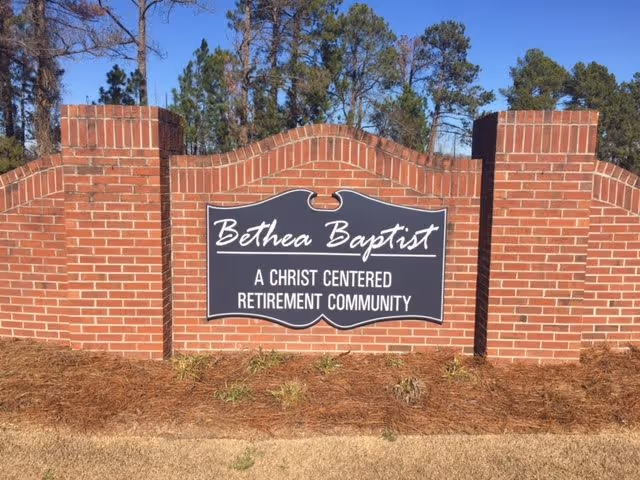 Bethea Baptist
A CHRIST CENTERED
RETIREMENT COMMUNITY